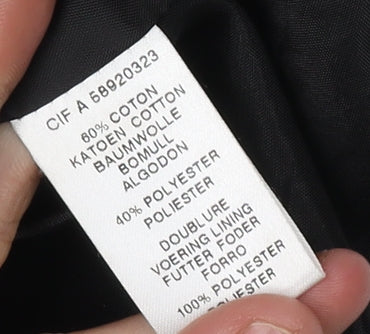 CIF A 58920323
60% COTON
KATOEN COTTON
BAUMWOLLE
BOMULL
ALGODON
40% POLYESTER
POLIESTER
DOUBLURE
VOERING LINING
FUTTER FODER
FORRO
100% POLYESTER